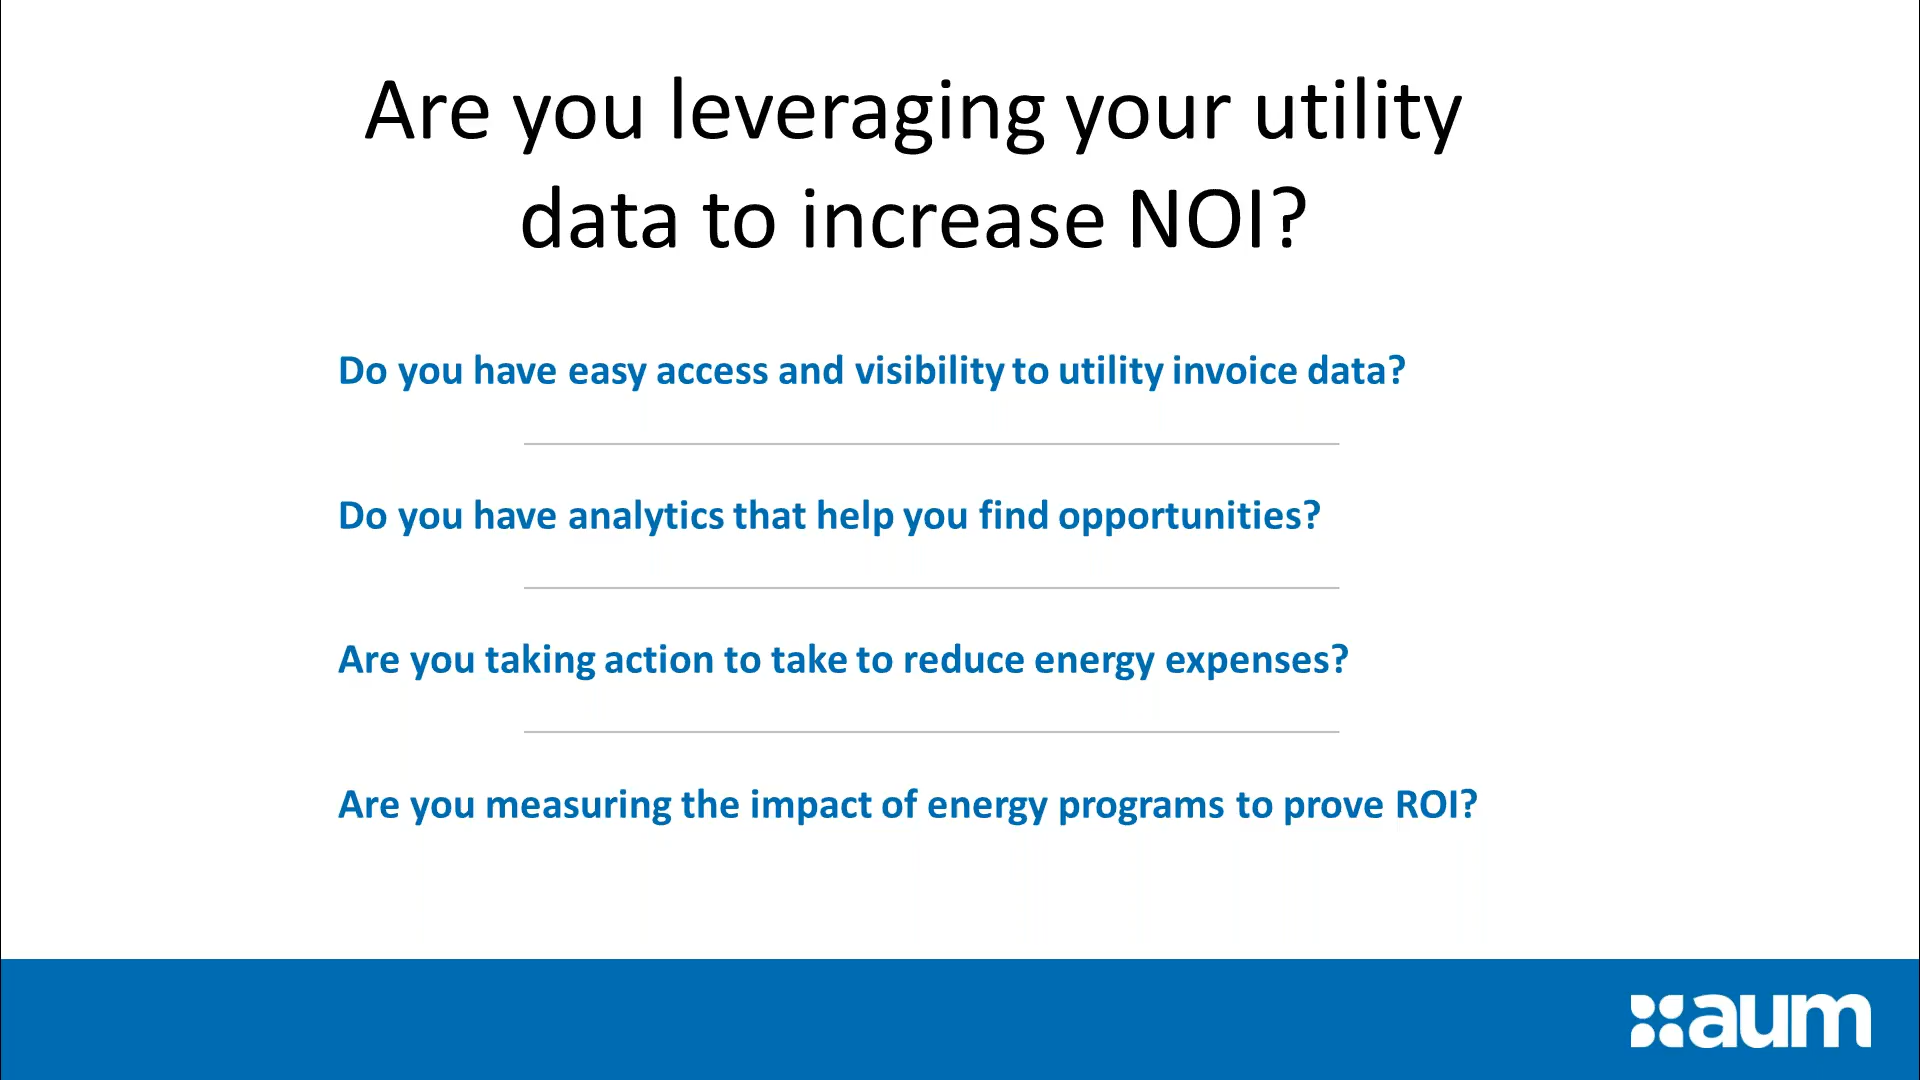 Are you leveraging your utility
data to increase NOI?
Do you have easy access and visibility to utility invoice data?
Do you have analytics that help you find opportunities?
Are you taking action to take to reduce energy expenses?
Are you measuring the impact of energy programs to prove ROI?
aum